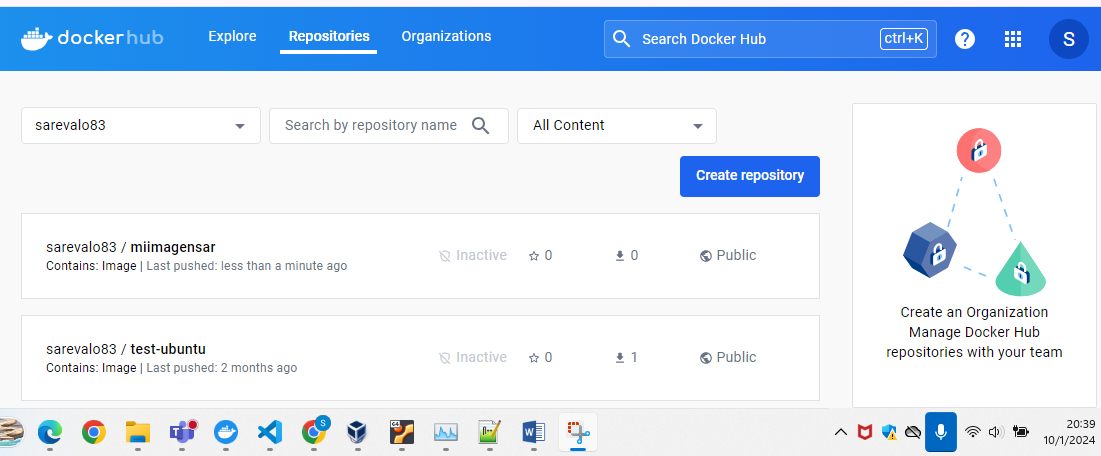 dockerhub Explore Repositories Organizations Search Docker Hub ctrl+K ? S
sarevalo83 Search by repository name All Content
Create repository
sarevalo83 / miimagensar Inactive 0 0 Public
Contains: Image | Last pushed: less than a minute ago
sarevalo83 / test-ubuntu Inactive 0 1 Public
Contains: Image | Last pushed: 2 months ago
Create an Organization
Manage Docker Hub
repositories with your team
S
64
20:39
10/1/2024